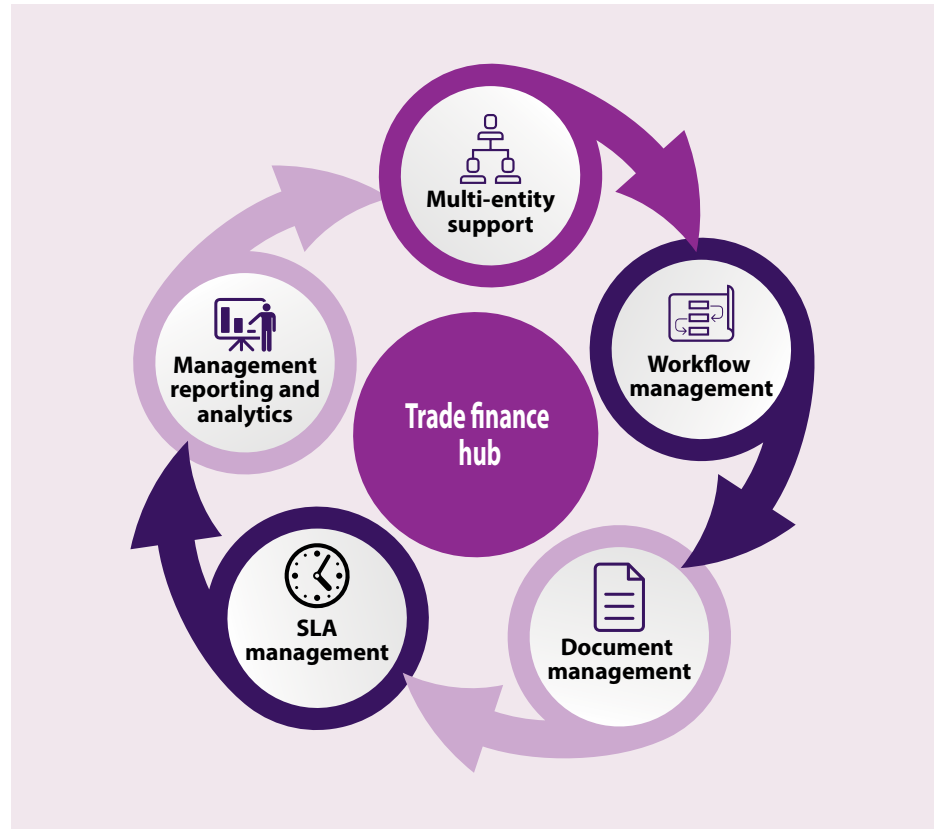 Multi-entity
support
Workflow
management
Document
management
SLA
management
Management
reporting and
analytics
Trade finance
hub